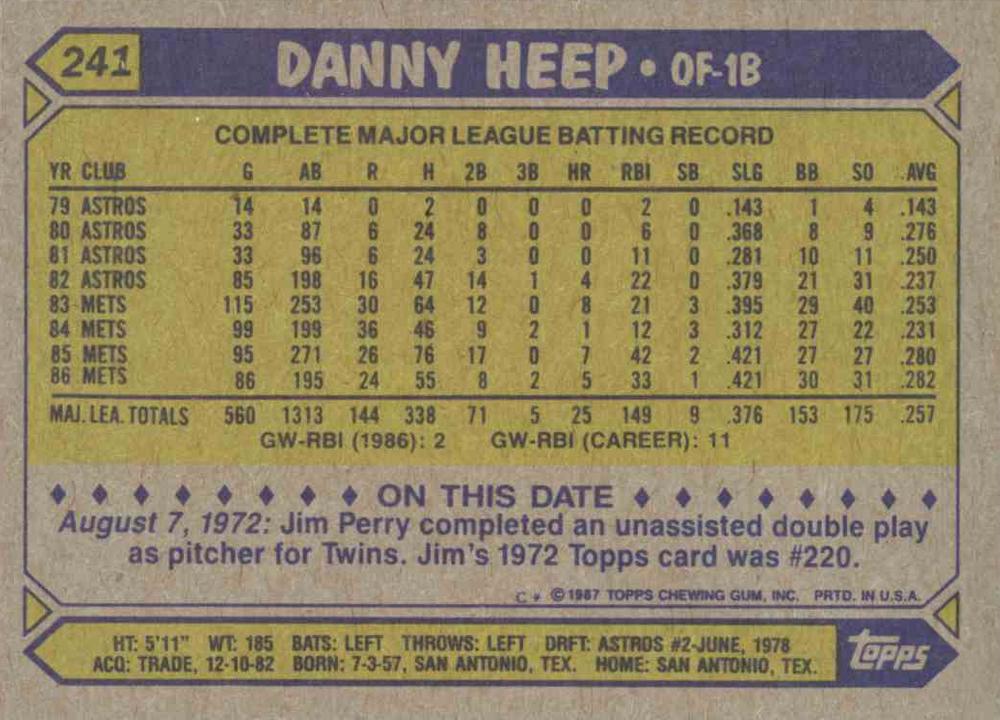 241 DANNY HEEP • OF-1B
COMPLETE MAJOR LEAGUE BATTING RECORD
YR CLUB G AB R H 2B 3B HR RBI SB SLG BB SO AVG
79 ASTROS 14 14 0 2 0 0 0 2 0 .143 1 4 .143
80 ASTROS 33 87 6 24 8 0 0 6 0 .368 8 9 .276
81 ASTROS 33 96 6 24 3 0 0 11 0 .281 10 11 .250
82 ASTROS 85 198 16 47 14 1 4 22 0 .379 21 31 .237
83 METS 115 253 30 64 12 0 8 21 3 .395 29 40 .253
84 METS 99 199 36 46 9 2 1 12 3 .312 27 22 .231
85 METS 95 271 26 76 17 0 7 42 2 .421 27 27 .280
86 METS 86 195 24 55 8 2 5 33 1 .421 30 31 .282
MAJ. LEA. TOTALS 560 1313 144 338 71 5 25 149 9 .376 153 175 .257
GW-RBI (1986): 2 GW-RBI (CAREER): 11
ON THIS DATE
August 7, 1972: Jim Perry completed an unassisted double play
as pitcher for Twins. Jim's 1972 Topps card was #220.
C* ©1987 TOPPS CHEWING GUM, INC. PRTD. IN U.S.A.
HT: 5'11" WT: 185 BATS: LEFT THROWS: LEFT DRFT: ASTROS #2-JUNE, 1978
ACQ: TRADE, 12-10-82 BORN: 7-3-57, SAN ANTONIO, TEX. HOME: SAN ANTONIO, TEX.
topps